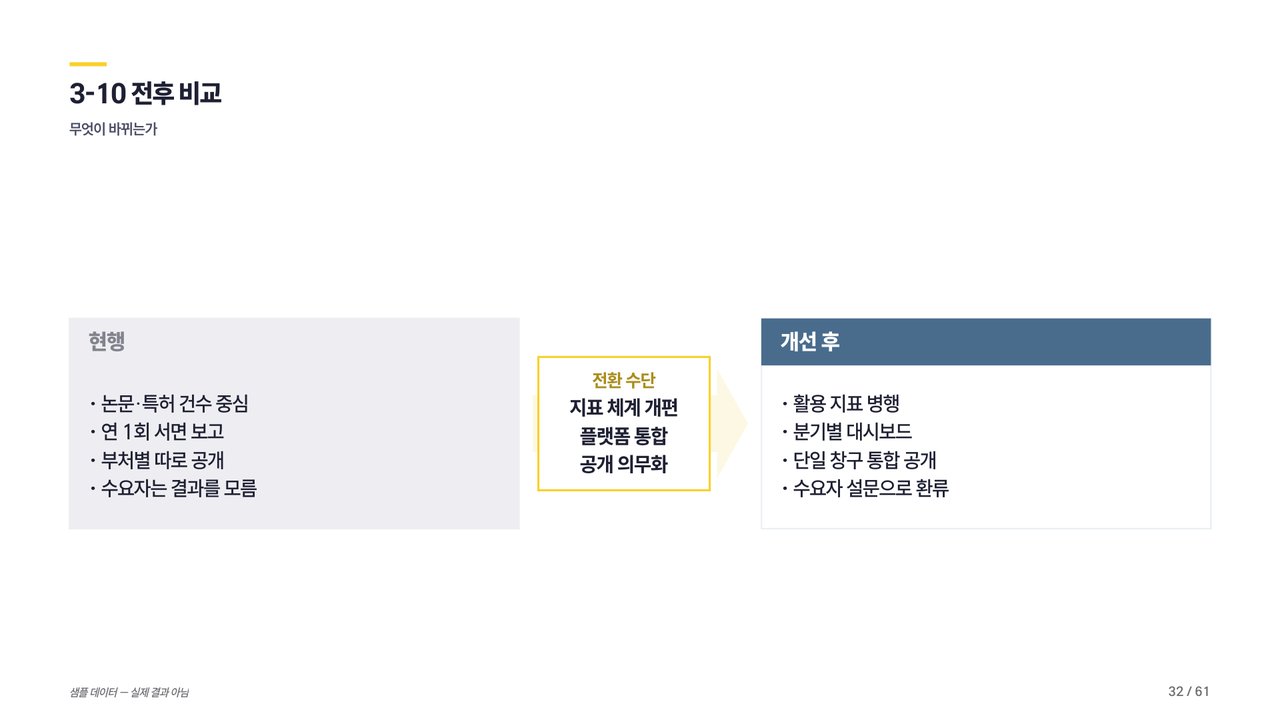 3-10 전후 비교
무엇이 바뀌는가
현행
· 논문·특허 건수 중심
· 연 1회 서면 보고
· 부처별 따로 공개
· 수요자는 결과를 모름
전환 수단
지표 체계 개편
플랫폼 통합
공개 의무화
개선 후
· 활용 지표 병행
· 분기별 대시보드
· 단일 창구 통합 공개
· 수요자 설문으로 환류
샘플 데이터 — 실제 결과 아님
32 / 61